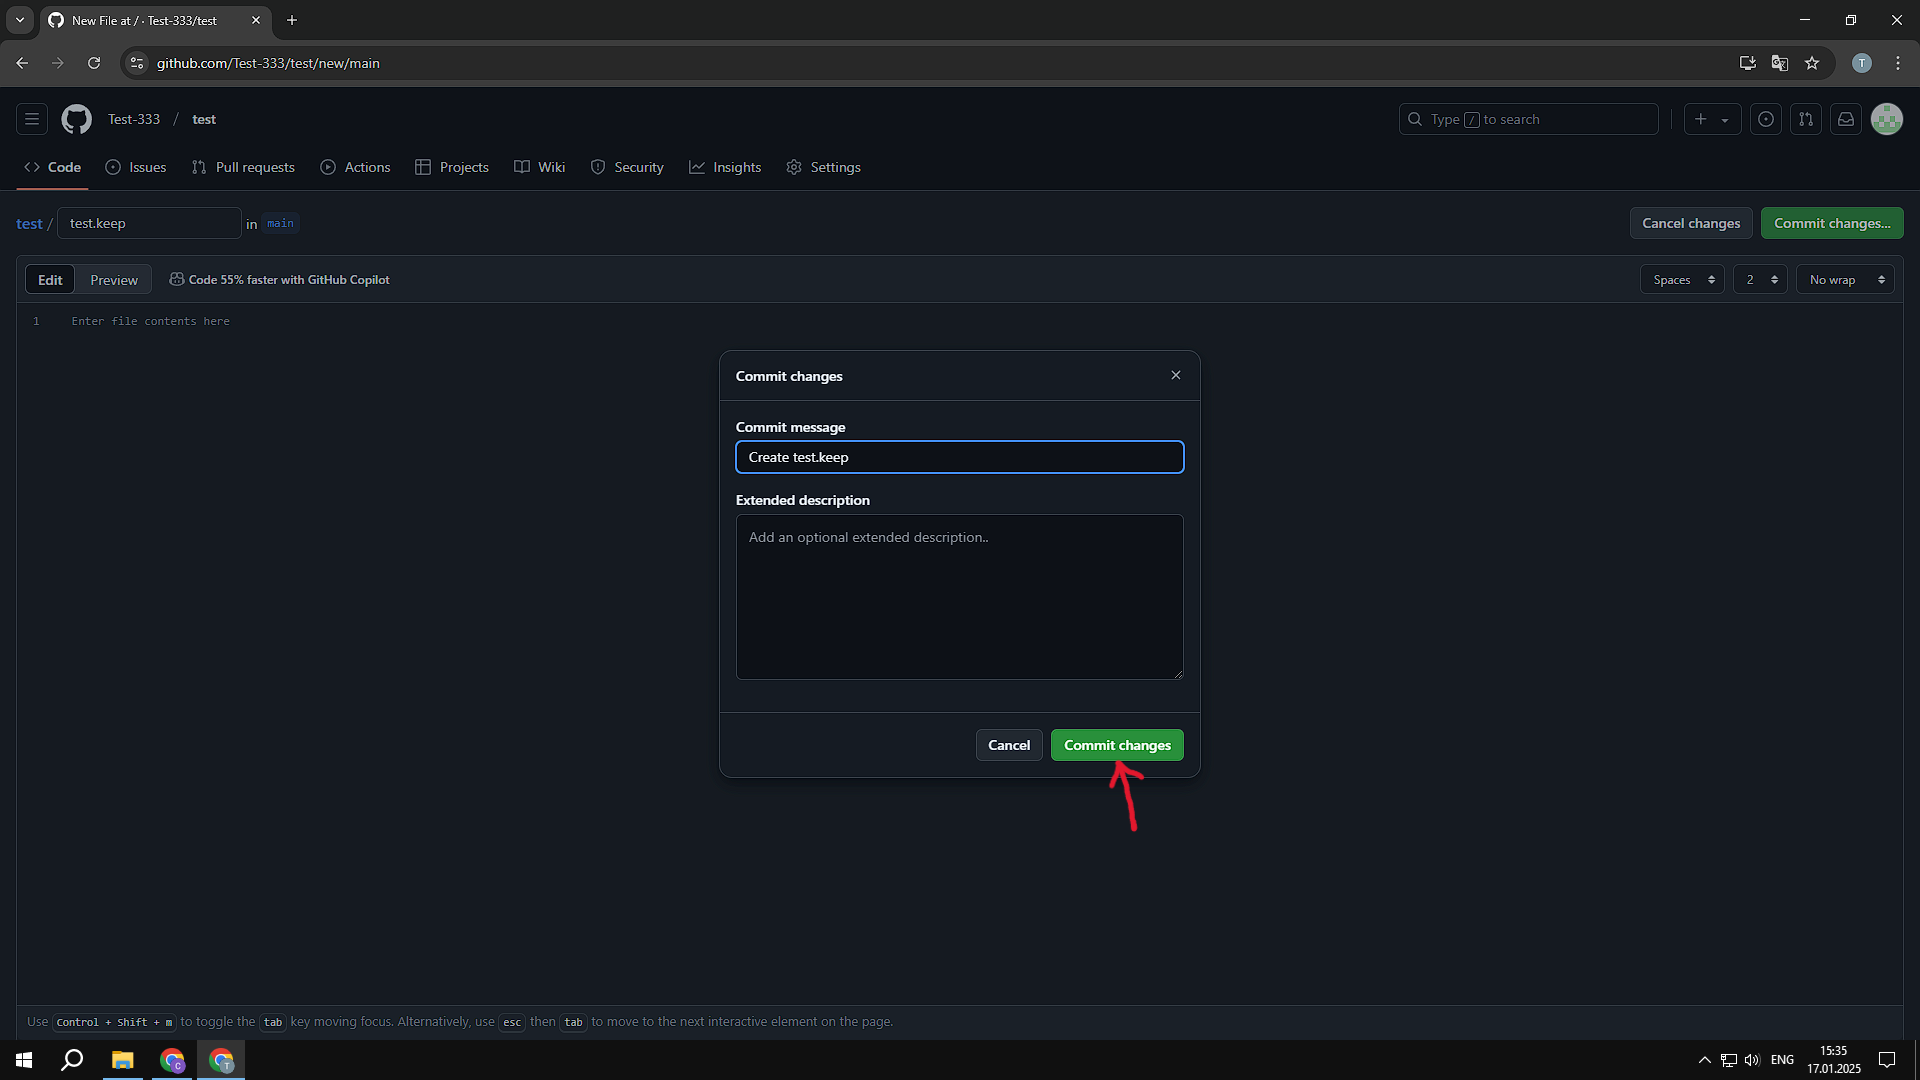 New File at / · Test-333/test
github.com/Test-333/test/new/main
T
Test-333 / test
Type / to search
Code Issues Pull requests Actions Projects Wiki Security Insights Settings
test / test.keep in main
Cancel changes Commit changes...
Edit Preview Code 55% faster with GitHub Copilot
Spaces 2 No wrap
1 Enter file contents here
Commit changes
Commit message
Create test.keep
Extended description
Add an optional extended description..
Cancel Commit changes
Use Control + Shift + m to toggle the tab key moving focus. Alternatively, use esc then tab to move to the next interactive element on the page.
C
T
ENG
15:35
17.01.2025